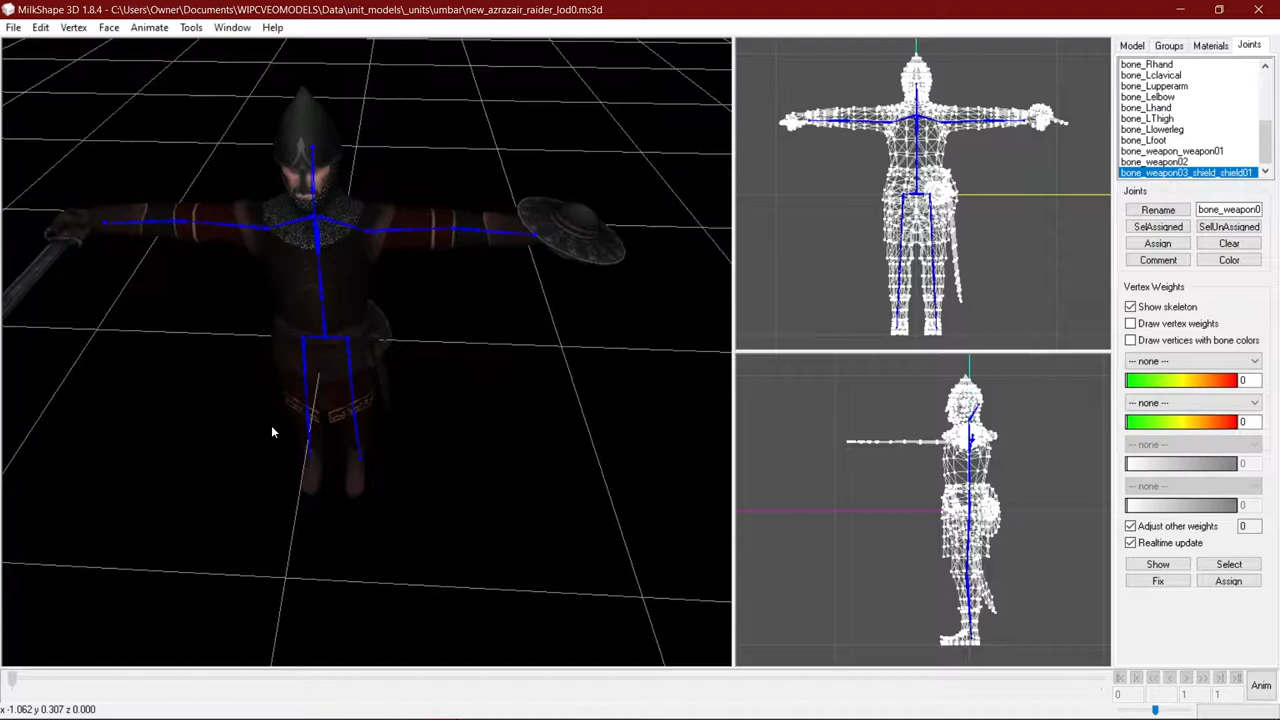 MilkShape 3D 1.8.4 - C:\Users\Owner\Documents\WIPCVEOMODELS\Data\unit_models\_units\umbar\new_azrazair_raider_lod0.ms3d
File Edit Vertex Face Animate Tools Window Help
Model Groups Materials Joints
bone_Rhand
bone_Lclavical
bone_Lupperarm
bone_Lelbow
bone_Lhand
bone_LThigh
bone_Llowerleg
bone_Lfoot
bone_weapon_weapon01
bone_weapon02
bone_weapon03_shield_shield01
Joints
Rename bone_weapon0
SelAssigned SelUnAssigned
Assign Clear
Comment Color
Vertex Weights
Show skeleton
Draw vertex weights
Draw vertices with bone colors
--- none ---
0
--- none ---
0
--- none ---
0
--- none ---
0
Adjust other weights 0
Realtime update
Show Select
Fix Assign
0 1 1 Anim
x -1.062 y 0.307 z 0.000